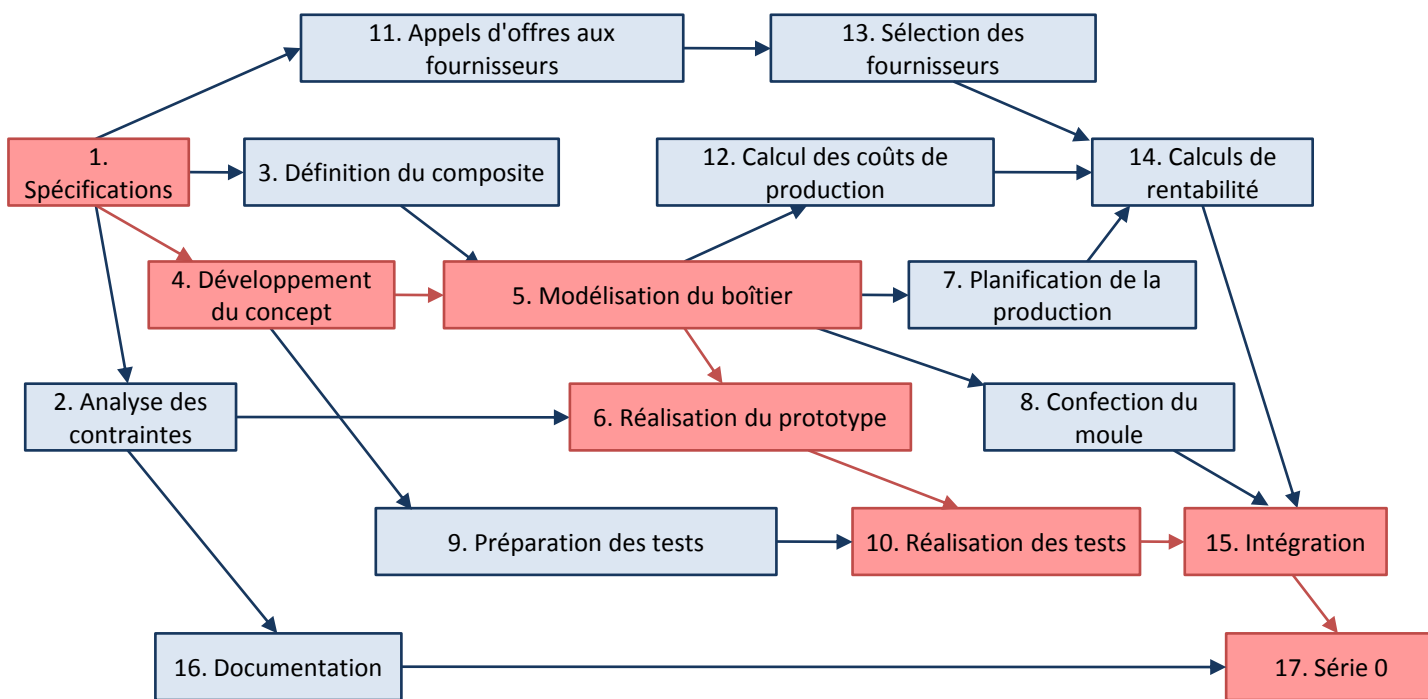 11. Appels d'offres aux
fournisseurs
13. Sélection des
fournisseurs
1.
Spécifications
3. Définition du composite
12. Calcul des coûts de
production
14. Calculs de
rentabilité
4. Développement
du concept
5. Modélisation du boîtier
7. Planification de la
production
2. Analyse des
contraintes
6. Réalisation du prototype
8. Confection du
moule
9. Préparation des tests
10. Réalisation des tests
15. Intégration
16. Documentation
17. Série 0